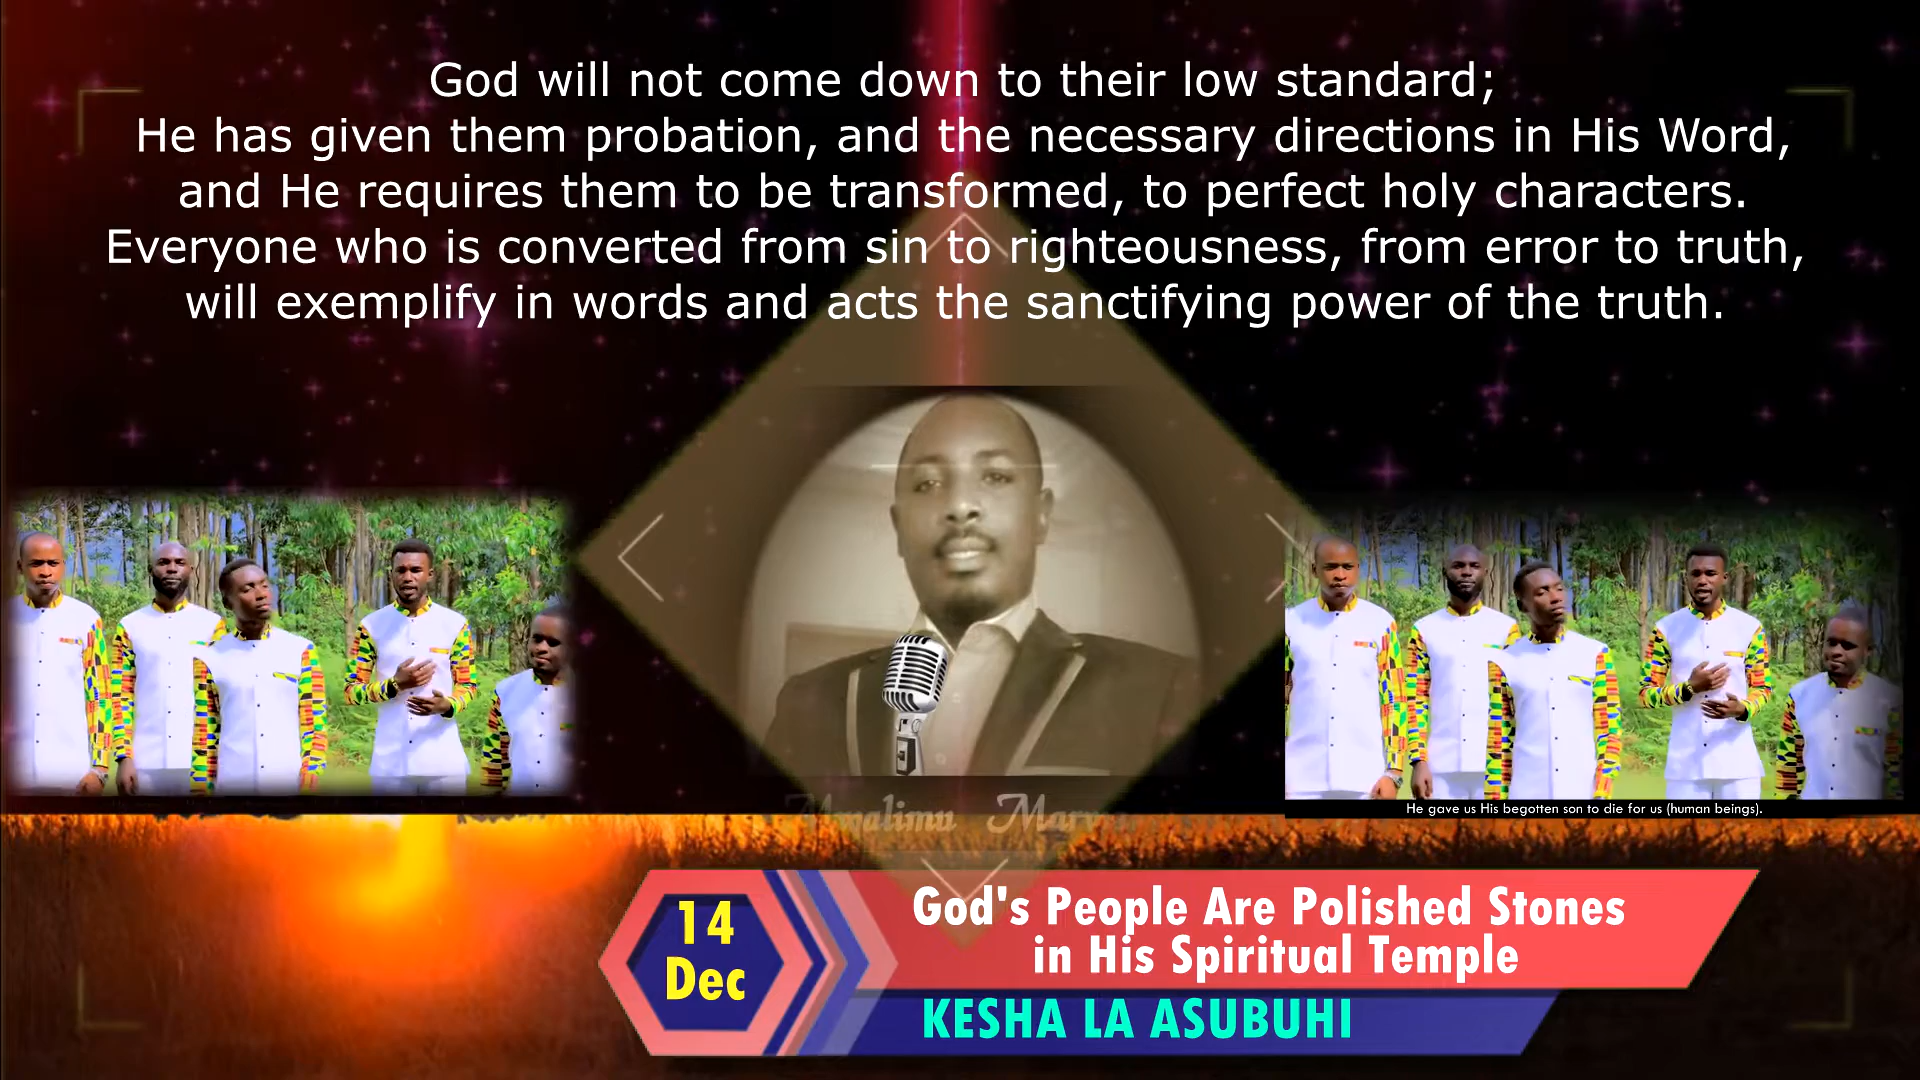 God will not come down to their low standard;
He has given them probation, and the necessary directions in His Word,
and He requires them to be transformed, to perfect holy characters.
Everyone who is converted from sin to righteousness, from error to truth,
will exemplify in words and acts the sanctifying power of the truth.
He gave us His begotten son to die for us (human beings).
Mwalimu
14
Dec
God's People Are Polished Stones
in His Spiritual Temple
KESHA LA ASUBUHI